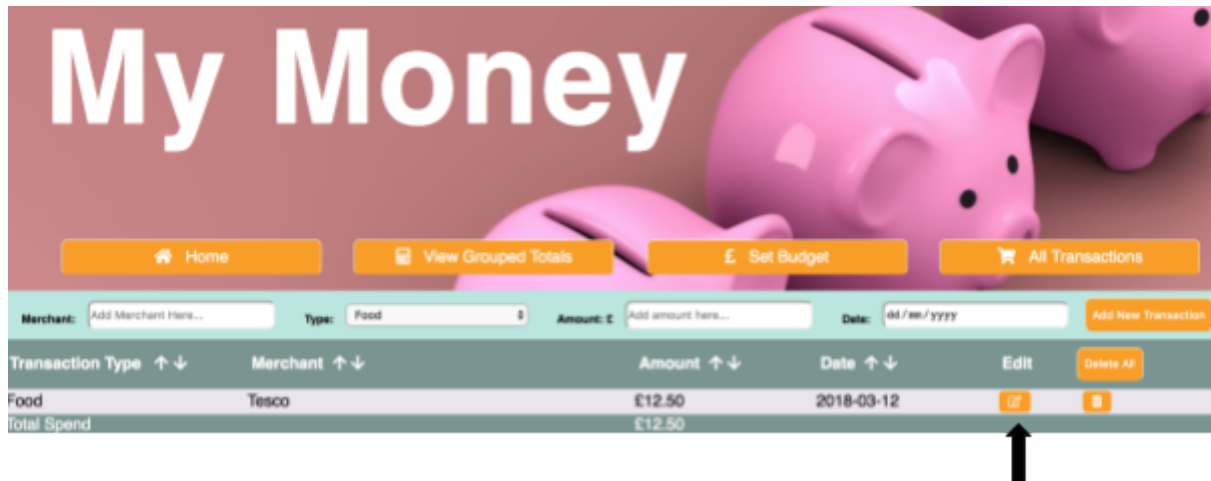 My Money
Home View Grouped Totals £ Set Budget All Transactions
Merchant: Add Merchant Here... Type: Food Amount: £ Add amount here... Date: dd/mm/yyyy Add New Transaction
Transaction Type ↑↓ Merchant ↑↓ Amount ↑↓ Date ↑↓ Edit Delete All
Food Tesco £12.50 2018-03-12
Total Spend £12.50